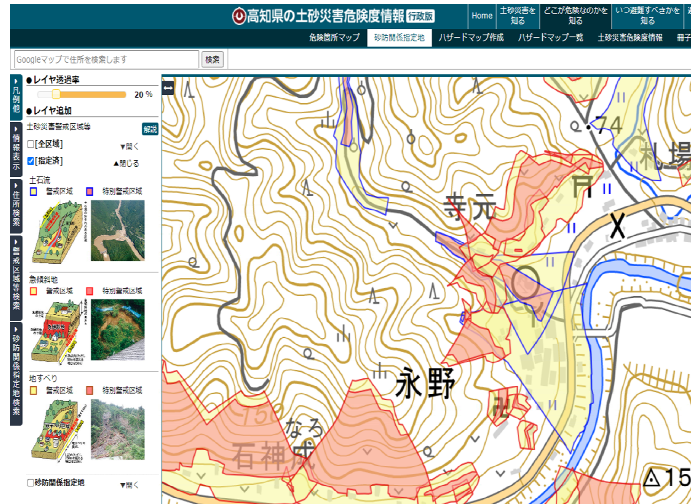 高知県の土砂災害危険度情報 行政版
Home
土砂災害を知る
どこが危険なのかを知る
いつ避難すべきかを知る
危険箇所マップ
砂防関係指定地
ハザードマップ作成
ハザードマップ一覧
土砂災害危険度情報
冊子
Googleマップで住所を検索します
検索
凡例他
情報表示
住所検索
警戒区域等検索
砂防関係指定地検索
●レイヤ透過率
20 %
●レイヤ追加
土砂災害警戒区域等
解説
[全区域]
▼開く
[指定済]
▲閉じる
土石流
警戒区域
特別警戒区域
急傾斜地
警戒区域
特別警戒区域
地すべり
警戒区域
特別警戒区域
砂防関係指定地
▼開く
74
札場
寺元
永野
なろ
石神成
15